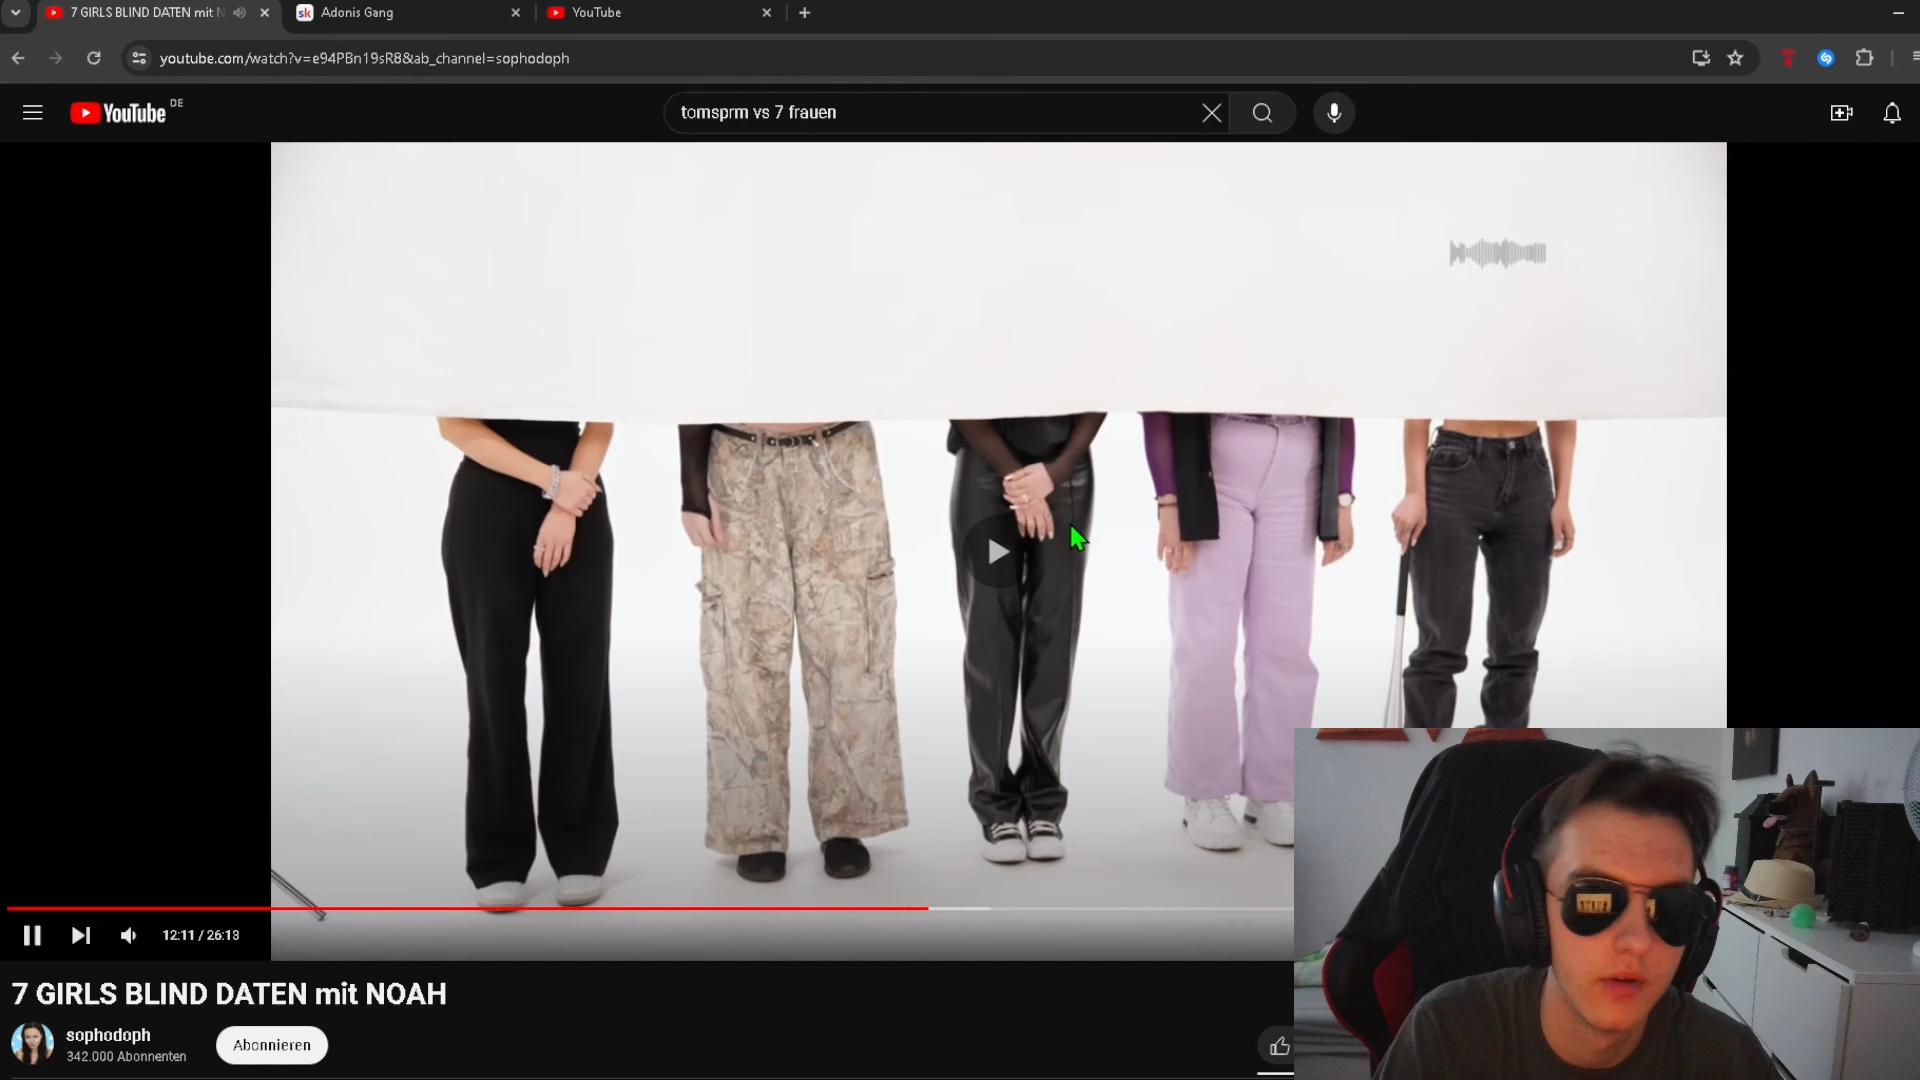 7 GIRLS BLIND DATEN mit N
Adonis Gang
YouTube
youtube.com/watch?v=e94PBn19sR8&ab_channel=sophodoph
YouTube DE
tomsprm vs 7 frauen
12:11 / 26:13
7 GIRLS BLIND DATEN mit NOAH
sophodoph
342.000 Abonnenten
Abonnieren